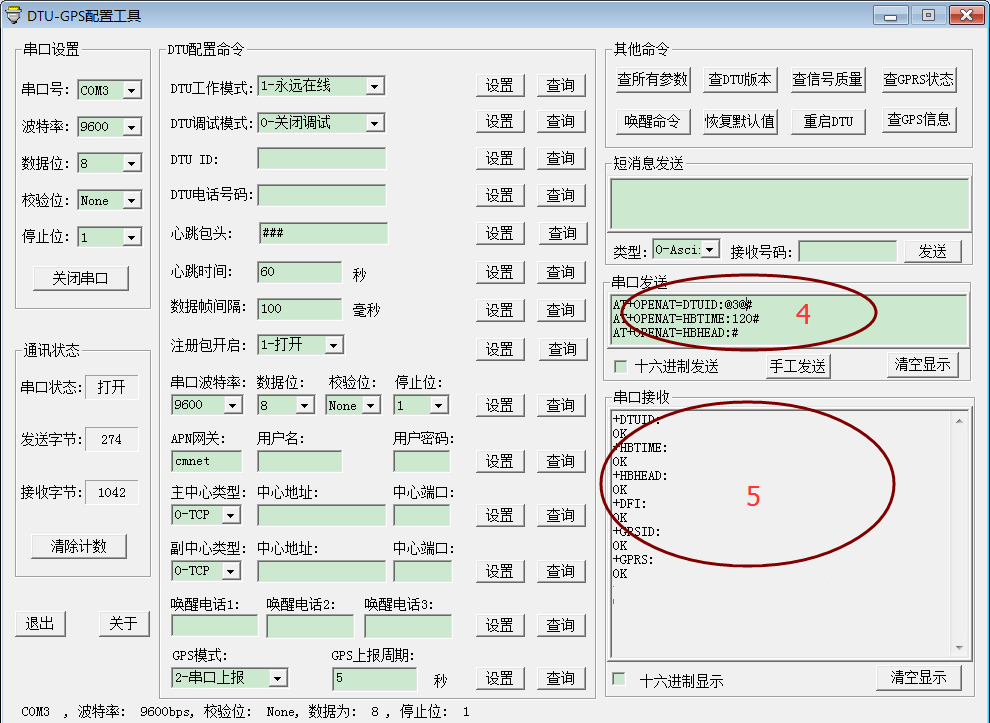 DTU-GPS配置工具
串口设置
串口号: COM3
波特率: 9600
数据位: 8
校验位: None
停止位: 1
关闭串口
通讯状态
串口状态: 打开
发送字节: 274
接收字节: 1042
清除计数
退出 关于
DTU配置命令
DTU工作模式: 1-永远在线 设置 查询
DTU调试模式: 0-关闭调试 设置 查询
DTU ID: 设置 查询
DTU电话号码: 设置 查询
心跳包头: ### 设置 查询
心跳时间: 60 秒 设置 查询
数据帧间隔: 100 毫秒 设置 查询
注册包开启: 1-打开 设置 查询
串口波特率: 数据位: 校验位: 停止位:
9600 8 None 1 设置 查询
APN网关: 用户名: 用户密码:
cmnet 设置 查询
主中心类型: 中心地址: 中心端口:
0-TCP 设置 查询
副中心类型: 中心地址: 中心端口:
0-TCP 设置 查询
唤醒电话1: 唤醒电话2: 唤醒电话3:
设置 查询
GPS模式: GPS上报周期:
2-串口上报 5 秒 设置 查询
其他命令
查所有参数 查DTU版本 查信号质量 查GPRS状态
唤醒命令 恢复默认值 重启DTU 查GPS信息
短消息发送
类型: 0-Asci: 接收号码: 发送
串口发送
AT+OPENAT=DTUID:@3@#
AT+OPENAT=HBTIME:120#
AT+OPENAT=HBHEAD:#
4
十六进制发送 手工发送 清空显示
串口接收
+DTUID:
OK
+HBTIME:
OK
+HBHEAD:
OK
+DFI:
OK
+GPSID:
OK
+GPRS:
OK
5
十六进制显示 清空显示
COM3 , 波特率: 9600bps, 校验位: None, 数据为: 8 , 停止位: 1